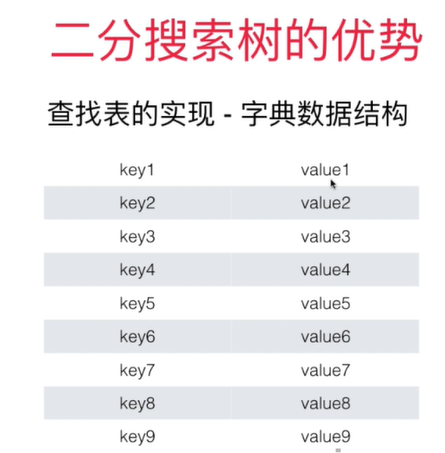 二分搜索树的优势
查找表的实现 - 字典数据结构
key1 value1
key2 value2
key3 value3
key4 value4
key5 value5
key6 value6
key7 value7
key8 value8
key9 value9